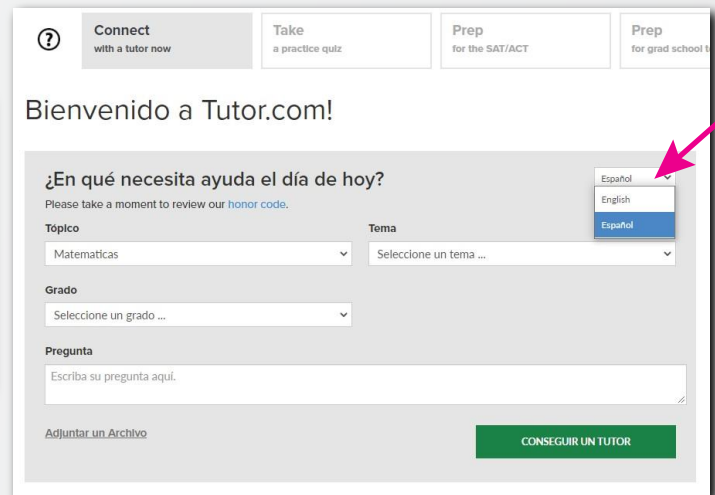 Connect
with a tutor now
Take
a practice quiz
Prep
for the SAT/ACT
Prep
for grad school
Bienvenido a Tutor.com!
¿En qué necesita ayuda el día de hoy?
Español
English
Español
Please take a moment to review our honor code.
Tópico
Tema
Matematicas
Seleccione un tema ...
Grado
Seleccione un grado ...
Pregunta
Escriba su pregunta aquí.
Adjuntar un Archivo
CONSEGUIR UN TUTOR